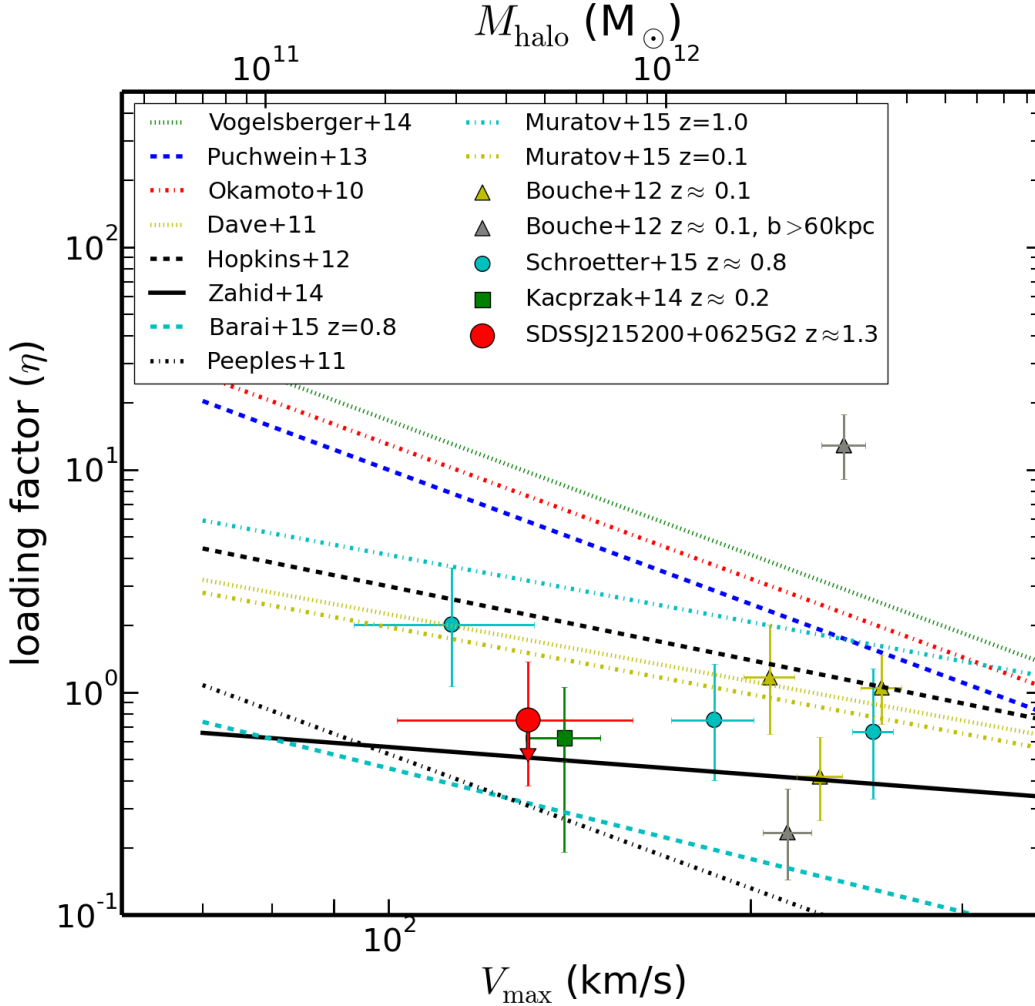 M_halo (M_⊙)
10^11 10^12
Vogelsberger+14
Puchwein+13
Okamoto+10
Dave+11
Hopkins+12
Zahid+14
Barai+15 z=0.8
Peeples+11
Muratov+15 z=1.0
Muratov+15 z=0.1
Bouche+12 z≈0.1
Bouche+12 z≈0.1, b>60kpc
Schroetter+15 z≈0.8
Kacprzak+14 z≈0.2
SDSSJ215200+0625G2 z≈1.3
loading factor (η)
10^2
10^1
10^0
10^-1
10^2
V_max (km/s)